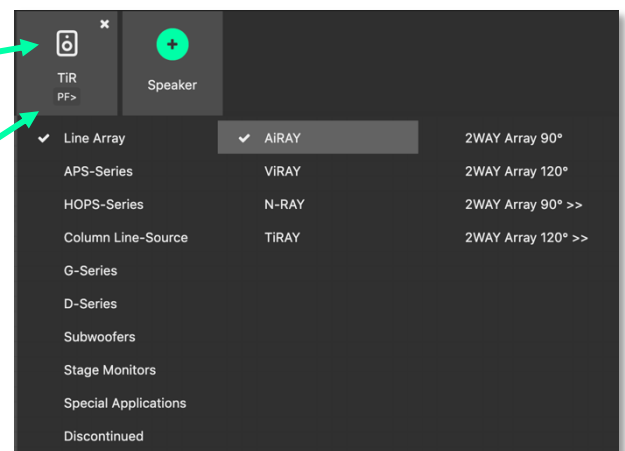 TiR
PF>
Speaker
Line Array
APS-Series
HOPS-Series
Column Line-Source
G-Series
D-Series
Subwoofers
Stage Monitors
Special Applications
Discontinued
AiRAY
ViRAY
N-RAY
TiRAY
2WAY Array 90°
2WAY Array 120°
2WAY Array 90° >>
2WAY Array 120° >>